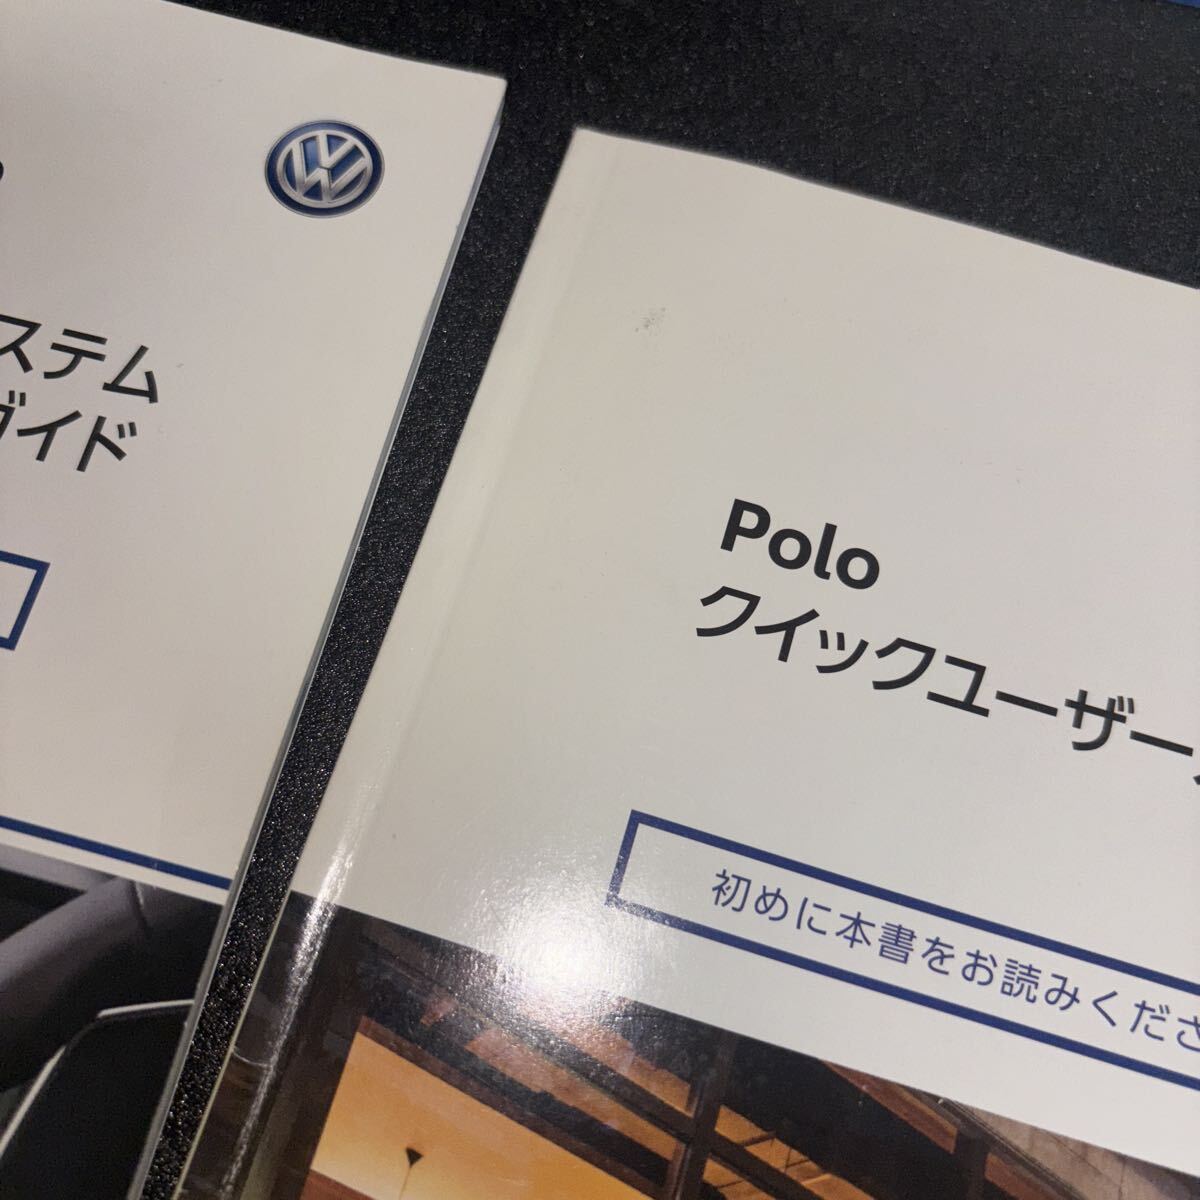 ステム
ガイド
Polo
クイックユーザー
初めに本書をお読みくださ